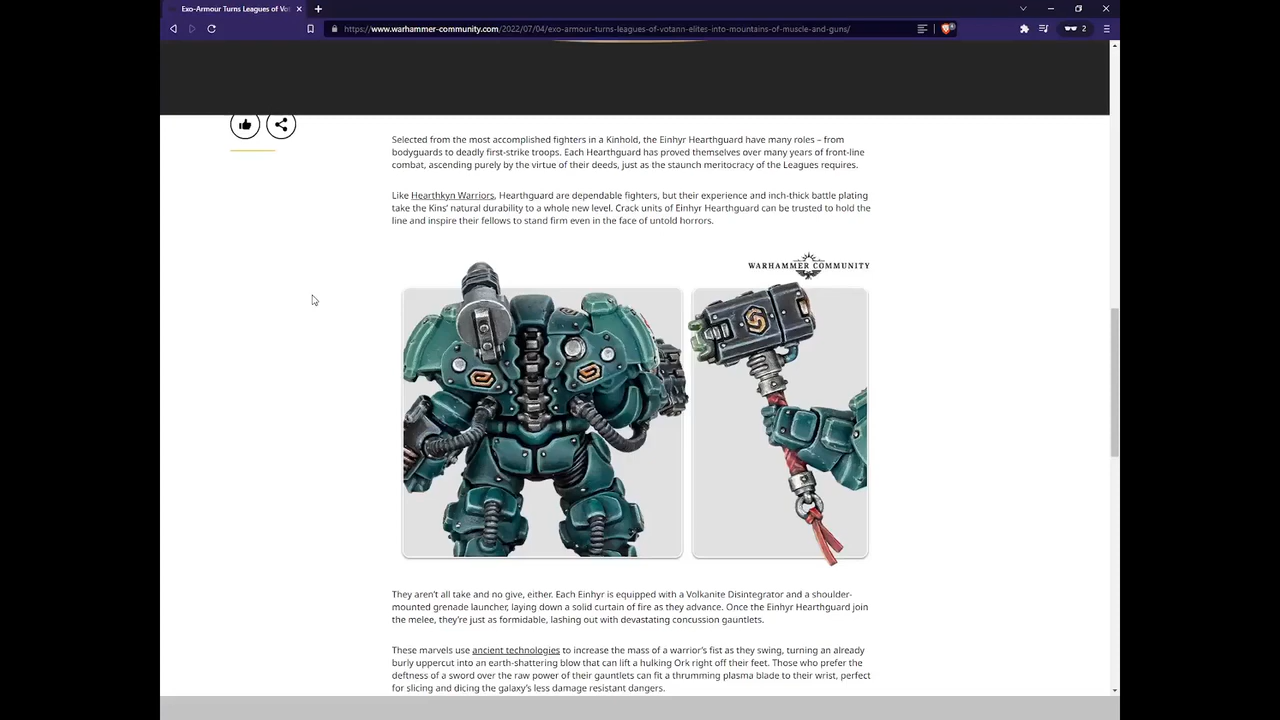 Exo-Armour Turns Leagues of Vot
https://www.warhammer-community.com/2022/07/04/exo-armour-turns-leagues-of-votann-elites-into-mountains-of-muscle-and-guns/
2
Selected from the most accomplished fighters in a Kinhold, the Einhyr Hearthguard have many roles – from
bodyguards to deadly first-strike troops. Each Hearthguard has proved themselves over many years of front-line
combat, ascending purely by the virtue of their deeds, just as the staunch meritocracy of the Leagues requires.
Like Hearthkyn Warriors, Hearthguard are dependable fighters, but their experience and inch-thick battle plating
take the Kins' natural durability to a whole new level. Crack units of Einhyr Hearthguard can be trusted to hold the
line and inspire their fellows to stand firm even in the face of untold horrors.
WARHAMMER COMMUNITY
They aren't all take and no give, either. Each Einhyr is equipped with a Volkanite Disintegrator and a shoulder-
mounted grenade launcher, laying down a solid curtain of fire as they advance. Once the Einhyr Hearthguard join
the melee, they're just as formidable, lashing out with devastating concussion gauntlets.
These marvels use ancient technologies to increase the mass of a warrior's fist as they swing, turning an already
burly uppercut into an earth-shattering blow that can lift a hulking Ork right off their feet. Those who prefer the
deftness of a sword over the raw power of their gauntlets can fit a thrumming plasma blade to their wrist, perfect
for slicing and dicing the galaxy's less damage resistant dangers.